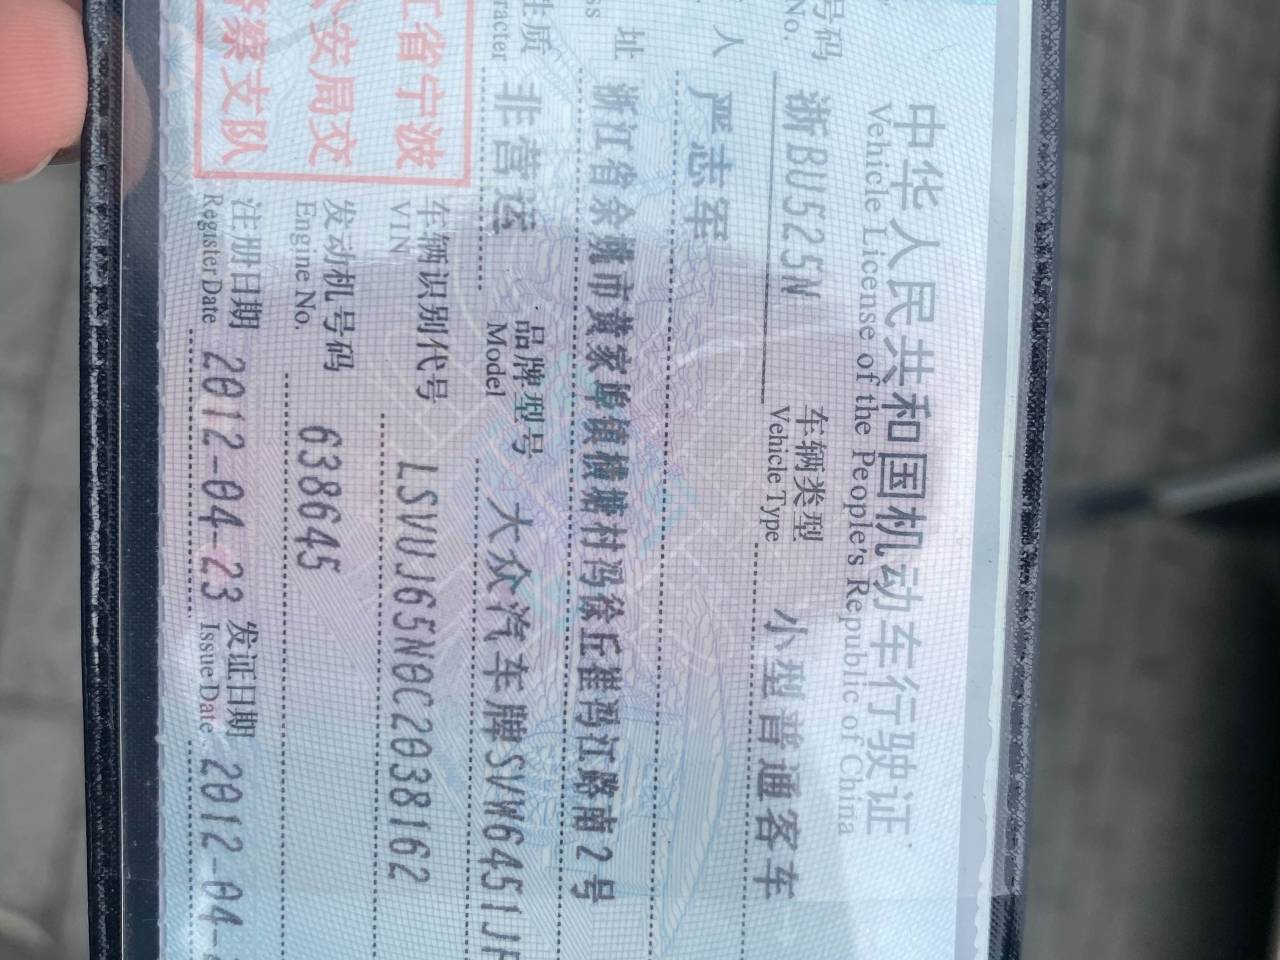 中华人民共和国机动车行驶证
Vehicle License of the People's Republic of China
号码 浙BU525N 车辆类型 小型普通客车
No. Vehicle Type
人 严志军
址 浙江省余姚市黄家埠镇横塘村冯徐丘崔冯江路南2号
ss
性质 非营运 品牌型号 大众汽车牌SVW6451J
racter Model
车辆识别代号 LSVUJ65N0C2038162
VIN
发动机号码 638645
Engine No.
注册日期 2012-04-23 发证日期 2012-04-
Register Date Issue Date
江省宁波
公安局交
警察支队